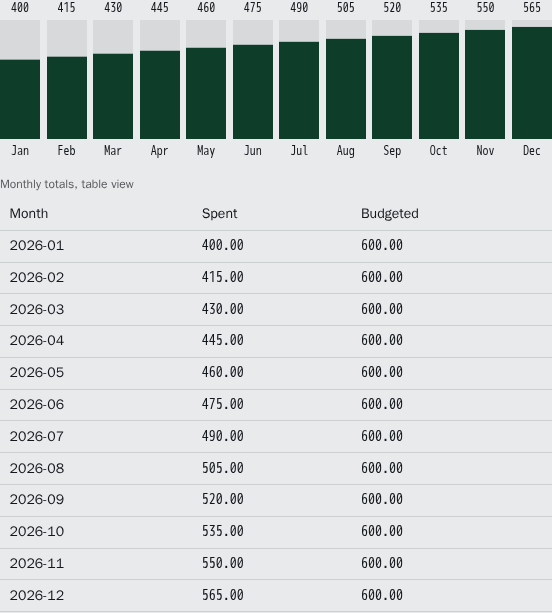 400 415 430 445 460 475 490 505 520 535 550 565
Jan Feb Mar Apr May Jun Jul Aug Sep Oct Nov Dec
Monthly totals, table view
Month Spent Budgeted
2026-01 400.00 600.00
2026-02 415.00 600.00
2026-03 430.00 600.00
2026-04 445.00 600.00
2026-05 460.00 600.00
2026-06 475.00 600.00
2026-07 490.00 600.00
2026-08 505.00 600.00
2026-09 520.00 600.00
2026-10 535.00 600.00
2026-11 550.00 600.00
2026-12 565.00 600.00